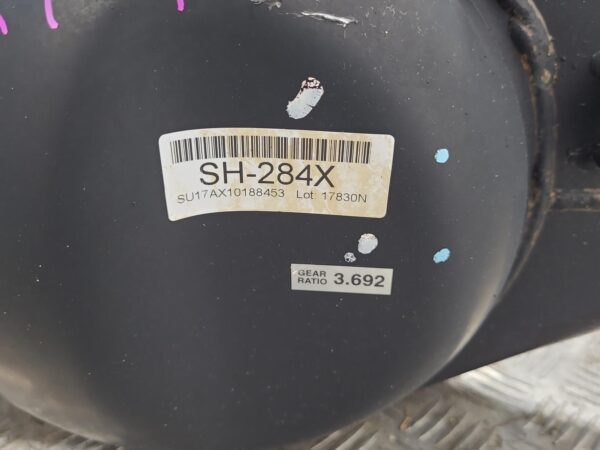 SH-284X
SU17AX10188453 Lot 17830N
GEAR
RATIO 3.692